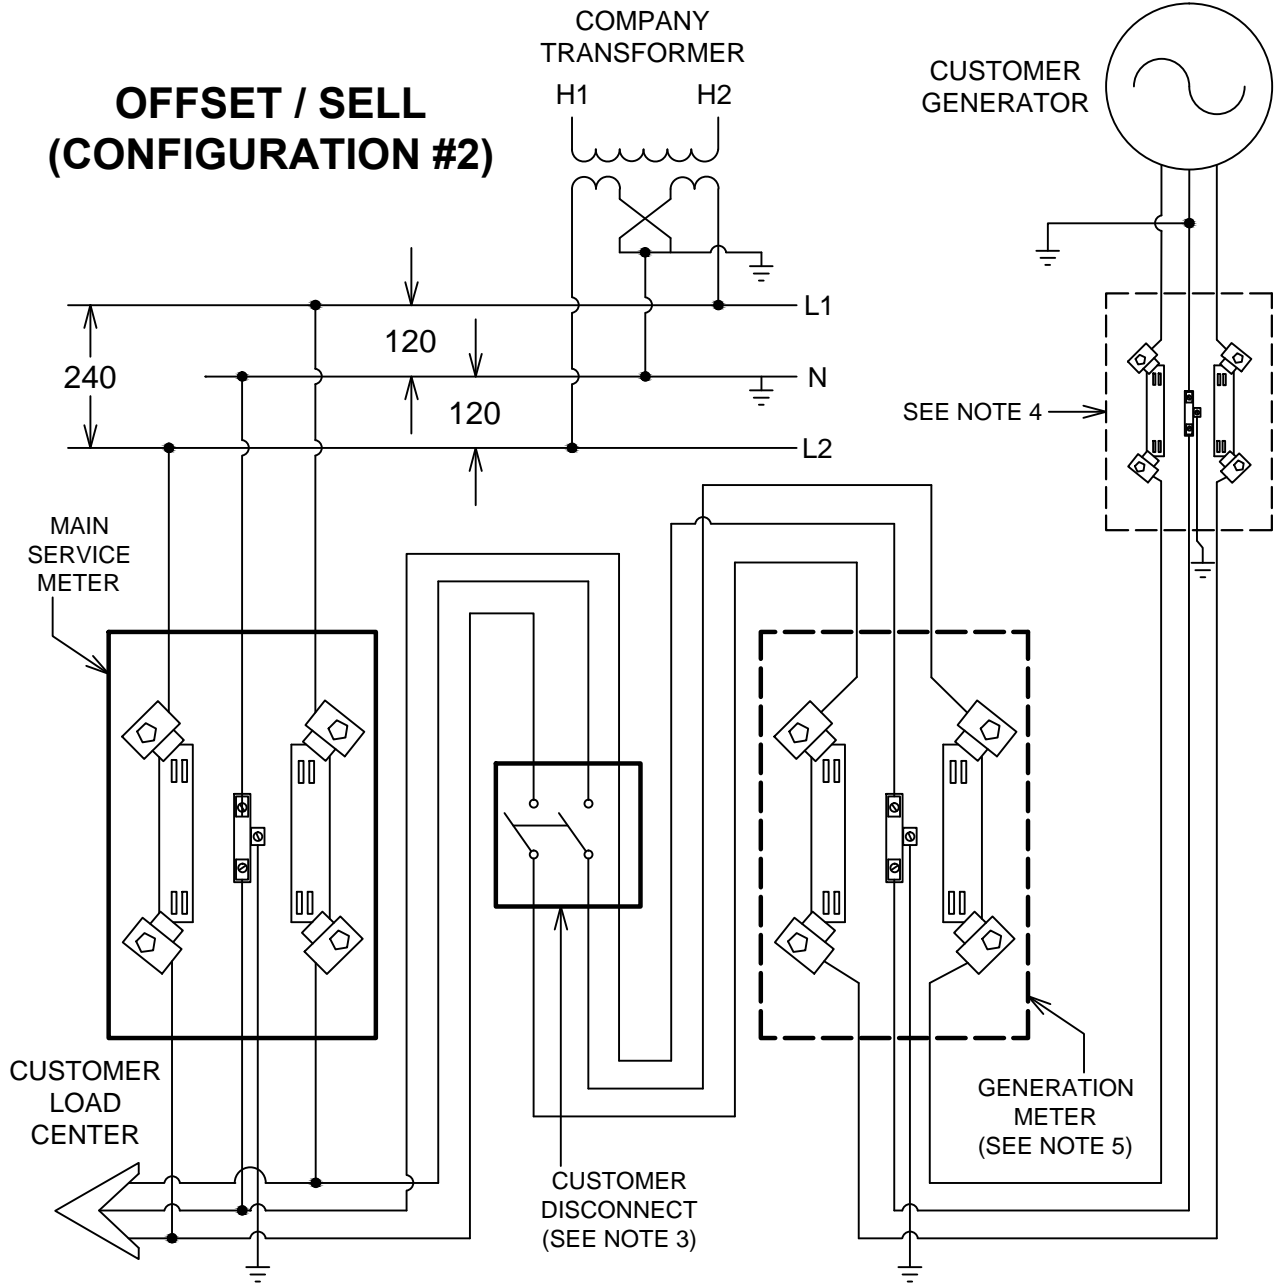 COMPANY
TRANSFORMER
H1 H2
CUSTOMER
GENERATOR
OFFSET / SELL
(CONFIGURATION #2)
L1
120
240
N
120
L2
SEE NOTE 4
MAIN
SERVICE
METER
CUSTOMER
LOAD
CENTER
CUSTOMER
DISCONNECT
(SEE NOTE 3)
GENERATION
METER
(SEE NOTE 5)